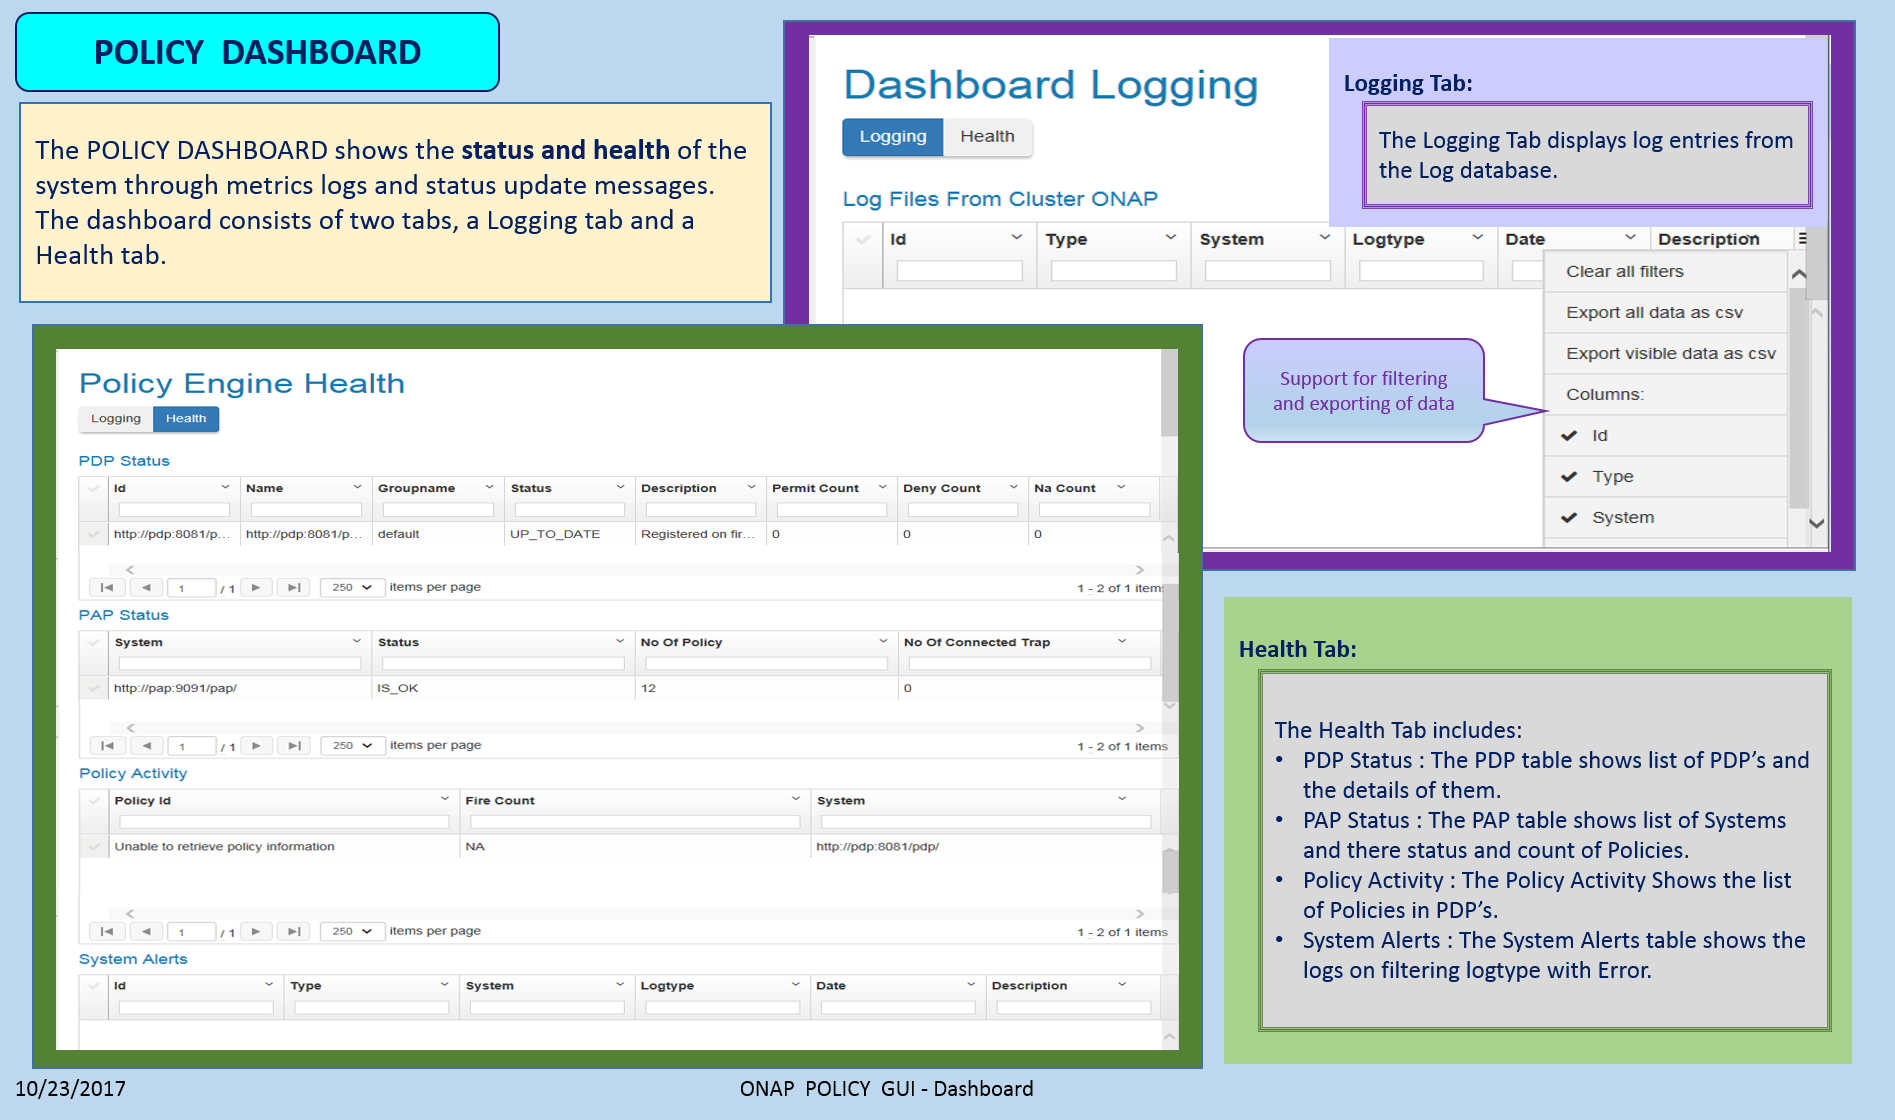 POLICY  DASHBOARD
The POLICY DASHBOARD shows the status and health of the
system through metrics logs and status update messages.
The dashboard consists of two tabs, a Logging tab and a
Health tab.
Dashboard Logging
Logging Health
Log Files From Cluster ONAP
Id Type System Logtype Date Description
Logging Tab:
The Logging Tab displays log entries from
the Log database.
Clear all filters
Export all data as csv
Export visible data as csv
Columns:
Id
Type
System
Support for filtering
and exporting of data
Policy Engine Health
Logging Health
PDP Status
Id Name Groupname Status Description Permit Count Deny Count Na Count
http://pdp:8081/p... http://pdp:8081/p... default UP_TO_DATE Registered on fir... 0 0 0
1 / 1 250 items per page 1 - 2 of 1 items
PAP Status
System Status No Of Policy No Of Connected Trap
http://pap:9091/pap/ IS_OK 12 0
1 / 1 250 items per page 1 - 2 of 1 items
Policy Activity
Policy Id Fire Count System
Unable to retrieve policy information NA http://pdp:8081/pdp/
1 / 1 250 items per page 1 - 2 of 1 items
System Alerts
Id Type System Logtype Date Description
Health Tab:
The Health Tab includes:
• PDP Status : The PDP table shows list of PDP’s and
the details of them.
• PAP Status : The PAP table shows list of Systems
and there status and count of Policies.
• Policy Activity : The Policy Activity Shows the list
of Policies in PDP’s.
• System Alerts : The System Alerts table shows the
logs on filtering logtype with Error.
10/23/2017
ONAP  POLICY  GUI - Dashboard